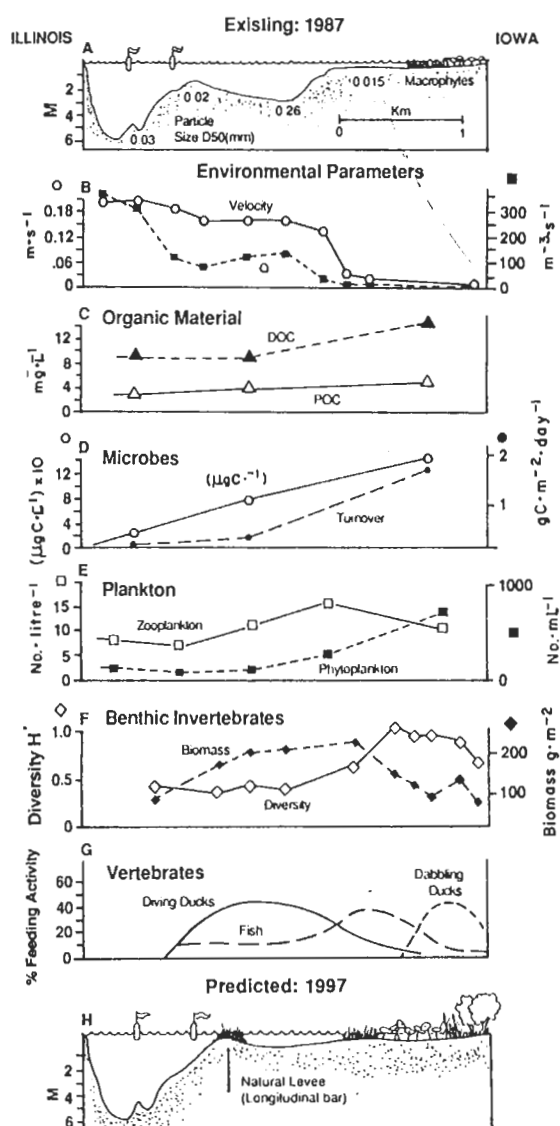 Existing: 1987
ILLINOIS
IOWA
A
M
2
4
6
0.03
0.02
Particle
Size D50(mm)
0.26
0.015
Macrophytes
Km
0
1
Environmental Parameters
B
m·s⁻¹
0.18
0.12
.06
0
Velocity
Q
300
200
100
0
m⁻³s⁻¹
C
Organic Material
mg·L⁻¹
12
8
4
0
DOC
POC
D
Microbes
(µgC·L⁻¹) x 10
12
8
4
0
(µgC·⁻¹)
Turnover
2
1
gC·m⁻²·day⁻¹
E
Plankton
No.· litre⁻¹
20
15
10
5
0
Zooplankton
Phytoplankton
1000
0
No.·mL⁻¹
F
Benthic Invertebrates
Diversity H'
1.0
0.5
0
Biomass
Diversity
200
100
Biomass g·m⁻²
G
Vertebrates
% Feeding Activity
60
40
20
0
Diving Ducks
Fish
Dabbling
Ducks
Predicted: 1997
H
M
2
4
6
Natural Levee
(Longitudinal bar)